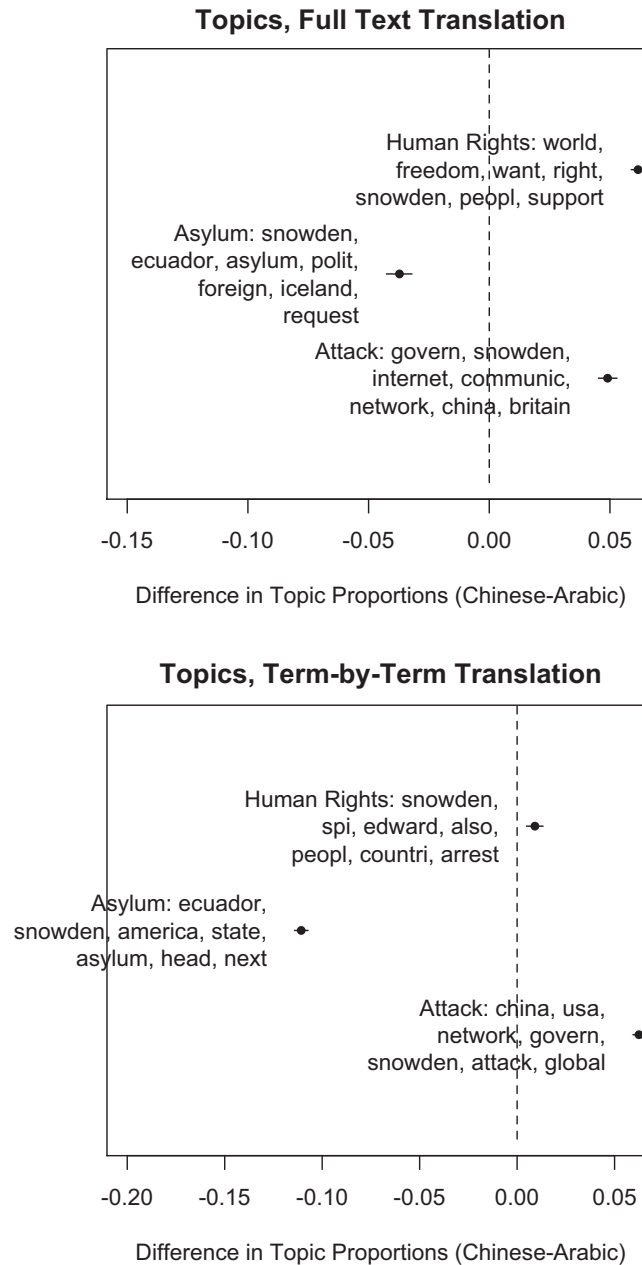 Topics, Full Text Translation
Human Rights: world,
freedom, want, right,
snowden, peopl, support
Asylum: snowden,
ecuador, asylum, polit,
foreign, iceland,
request
Attack: govern, snowden,
internet, communic,
network, china, britain
-0.15 -0.10 -0.05 0.00 0.05
Difference in Topic Proportions (Chinese-Arabic)
Topics, Term-by-Term Translation
Human Rights: snowden,
spi, edward, also,
peopl, countri, arrest
Asylum: ecuador,
snowden, america, state,
asylum, head, next
Attack: china, usa,
network, govern,
snowden, attack, global
-0.20 -0.15 -0.10 -0.05 0.00 0.05
Difference in Topic Proportions (Chinese-Arabic)